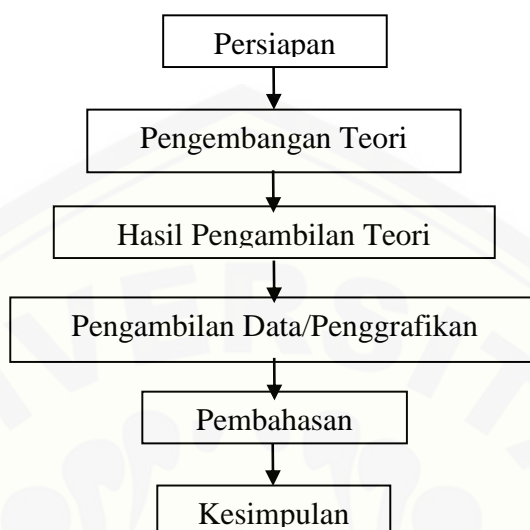 Persiapan
Pengembangan Teori
Hasil Pengambilan Teori
Pengambilan Data/Penggrafikan
Pembahasan
Kesimpulan